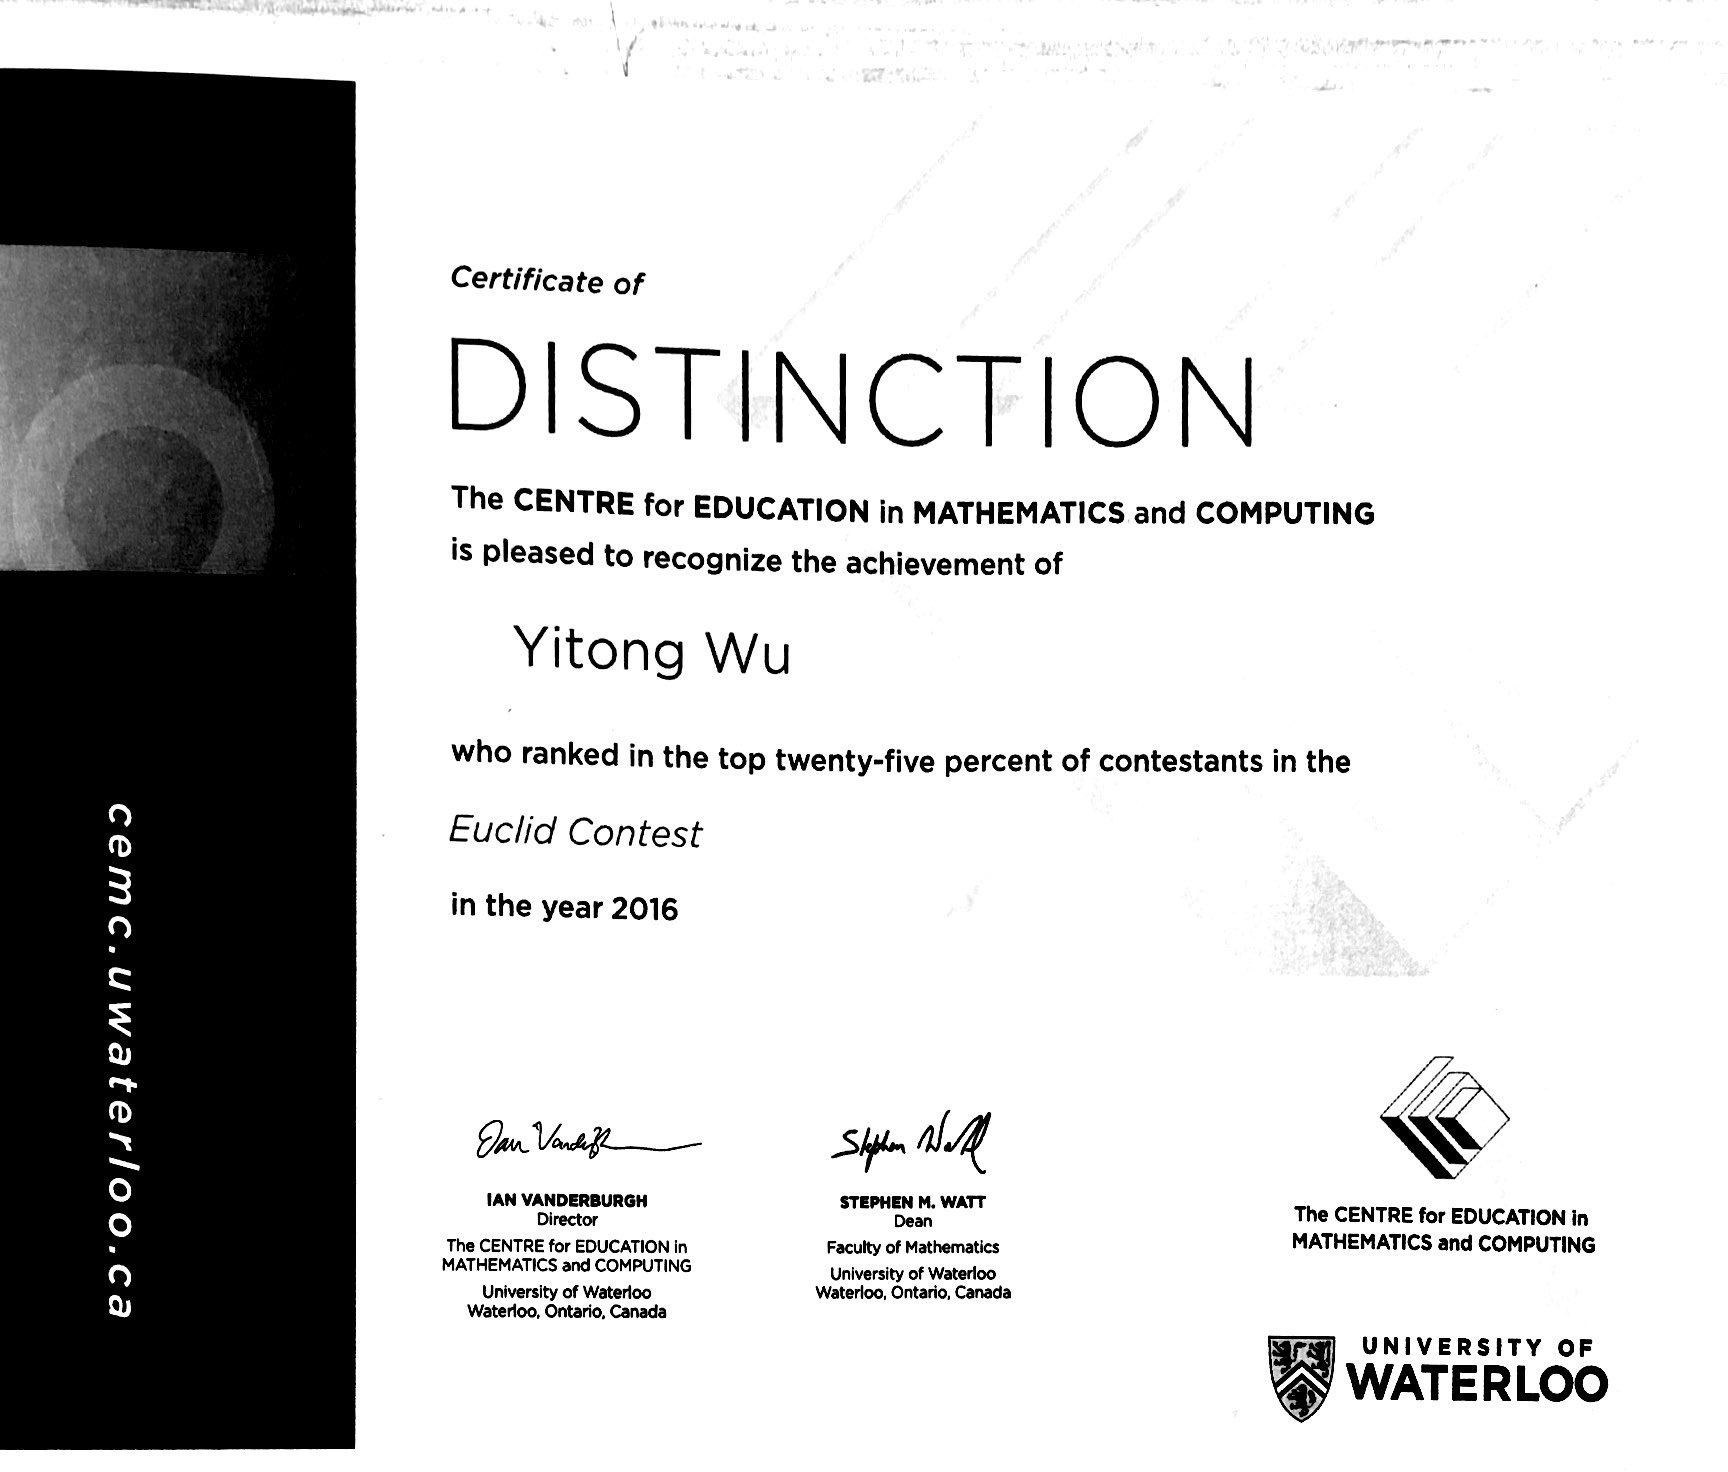 Certificate of
DISTINCTION
The CENTRE for EDUCATION in MATHEMATICS and COMPUTING
is pleased to recognize the achievement of
Yitong Wu
who ranked in the top twenty-five percent of contestants in the
Euclid Contest
in the year 2016
cemc.uwaterloo.ca
IAN VANDERBURGH
Director
The CENTRE for EDUCATION in
MATHEMATICS and COMPUTING
University of Waterloo
Waterloo, Ontario, Canada
Stephen Watt
STEPHEN M. WATT
Dean
Faculty of Mathematics
University of Waterloo
Waterloo, Ontario, Canada
The CENTRE for EDUCATION in
MATHEMATICS and COMPUTING
UNIVERSITY OF
WATERLOO